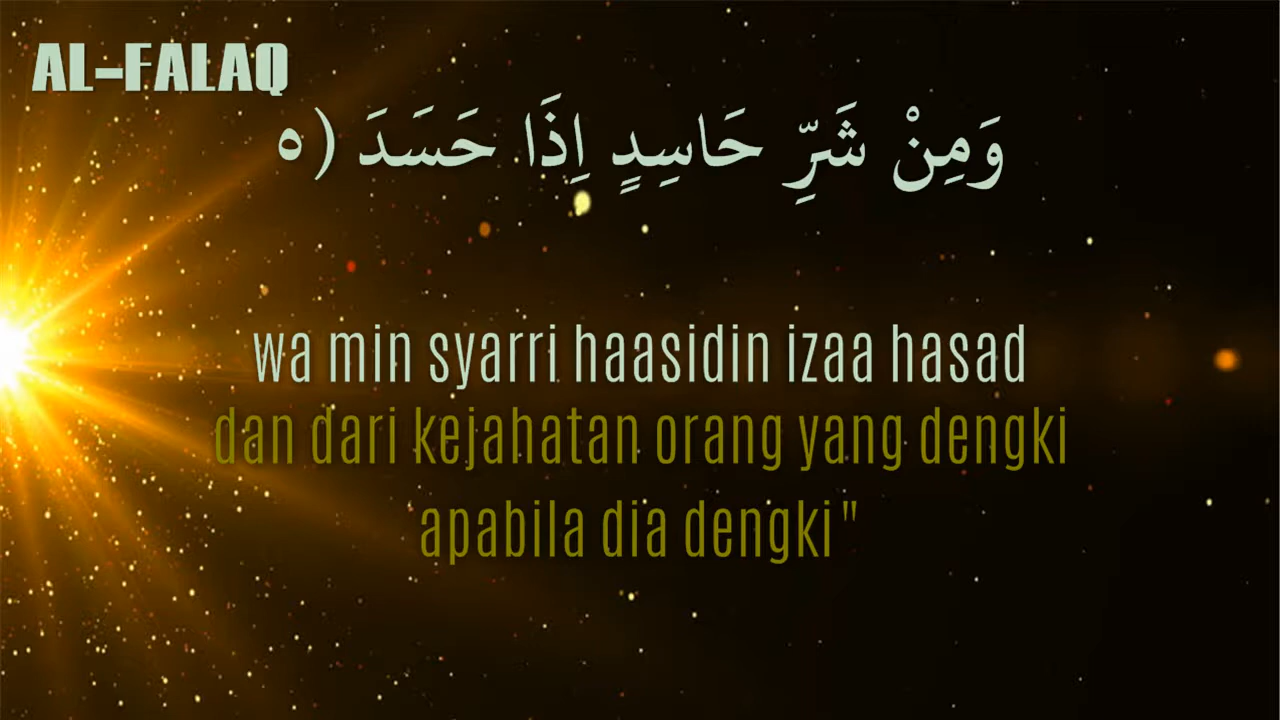 AL-FALAQ
وَمِنْ شَرِّ حَاسِدٍ اِذَا حَسَدَ (٥
wa min syarri haasidin izaa hasad
dan dari kejahatan orang yang dengki
apabila dia dengki"